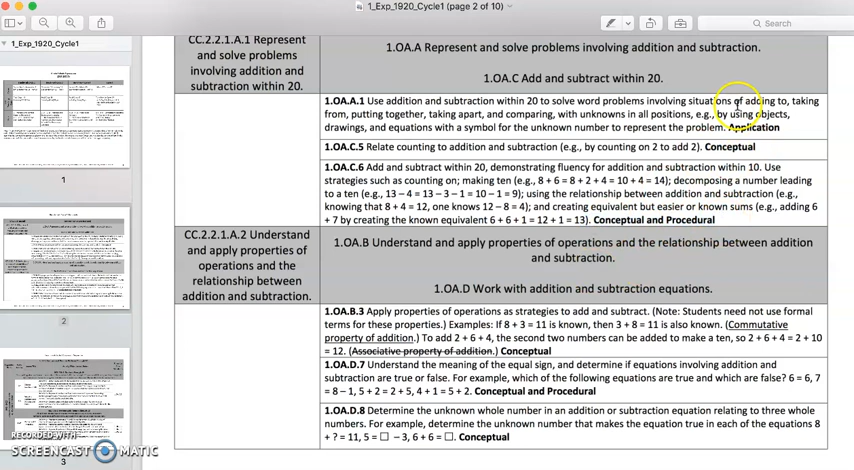 1_Exp_1920_Cycle1 (page 2 of 10)
Search
1_Exp_1920_Cycle1
1
2
3
CC.2.2.1.A.1 Represent
and solve problems
involving addition and
subtraction within 20.
1.OA.A Represent and solve problems involving addition and subtraction.
1.OA.C Add and subtract within 20.
1.OA.A.1 Use addition and subtraction within 20 to solve word problems involving situations of adding to, taking
from, putting together, taking apart, and comparing, with unknowns in all positions, e.g., by using objects,
drawings, and equations with a symbol for the unknown number to represent the problem. Application
1.OA.C.5 Relate counting to addition and subtraction (e.g., by counting on 2 to add 2). Conceptual
1.OA.C.6 Add and subtract within 20, demonstrating fluency for addition and subtraction within 10. Use
strategies such as counting on; making ten (e.g., 8 + 6 = 8 + 2 + 4 = 10 + 4 = 14); decomposing a number leading
to a ten (e.g., 13 – 4 = 13 – 3 – 1 = 10 – 1 = 9); using the relationship between addition and subtraction (e.g.,
knowing that 8 + 4 = 12, one knows 12 – 8 = 4); and creating equivalent but easier or known sums (e.g., adding 6
+ 7 by creating the known equivalent 6 + 6 + 1 = 12 + 1 = 13). Conceptual and Procedural
CC.2.2.1.A.2 Understand
and apply properties of
operations and the
relationship between
addition and subtraction.
1.OA.B Understand and apply properties of operations and the relationship between addition
and subtraction.
1.OA.D Work with addition and subtraction equations.
1.OA.B.3 Apply properties of operations as strategies to add and subtract. (Note: Students need not use formal
terms for these properties.) Examples: If 8 + 3 = 11 is known, then 3 + 8 = 11 is also known. (Commutative
property of addition.) To add 2 + 6 + 4, the second two numbers can be added to make a ten, so 2 + 6 + 4 = 2 + 10
= 12. (Associative property of addition.) Conceptual
1.OA.D.7 Understand the meaning of the equal sign, and determine if equations involving addition and
subtraction are true or false. For example, which of the following equations are true and which are false? 6 = 6, 7
= 8 – 1, 5 + 2 = 2 + 5, 4 + 1 = 5 + 2. Conceptual and Procedural
1.OA.D.8 Determine the unknown whole number in an addition or subtraction equation relating to three whole
numbers. For example, determine the unknown number that makes the equation true in each of the equations 8
+ ? = 11, 5 = □ – 3, 6 + 6 = □. Conceptual
RECORDED WITH
SCREENCAST MATIC